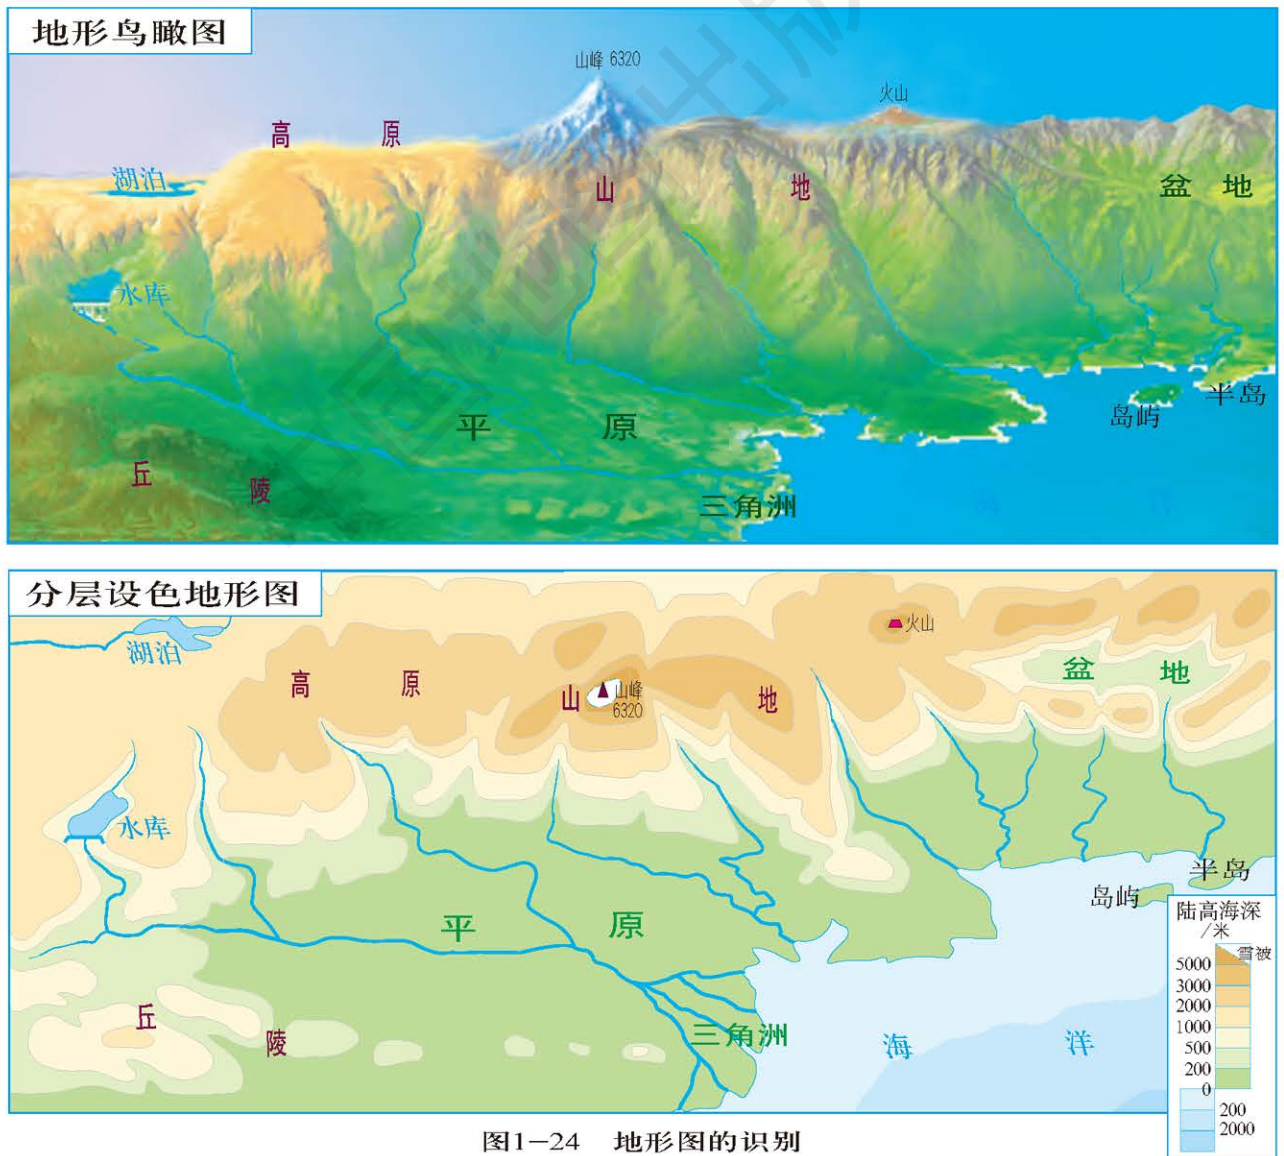 地形鸟瞰图
山峰 6320
火山
高 原
湖泊
山 地
盆 地
水库
半岛
岛屿
平 原
丘 陵
三角洲
分层设色地形图
火山
湖泊
高 原
山 地
山峰
6320
盆 地
水库
半岛
岛屿
平 原
丘 陵
三角洲
海 洋
陆高海深
/米
雪被
5000
3000
2000
1000
500
200
0
200
2000
图1-24 地形图的识别